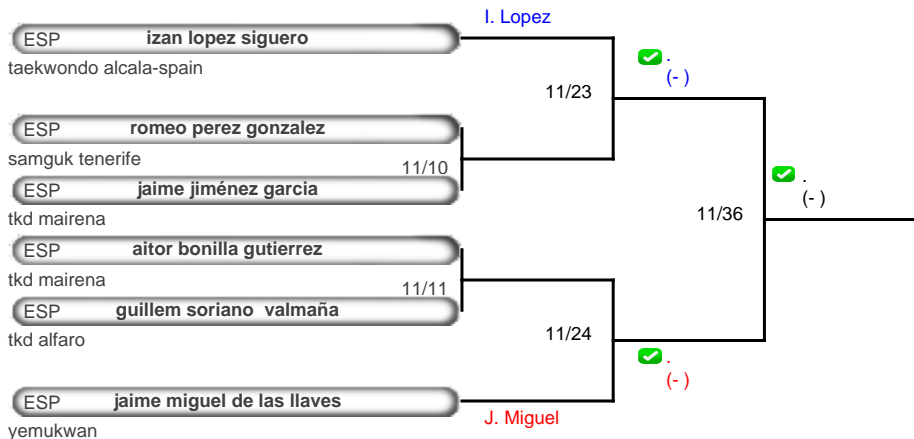 I. Lopez
ESP izan lopez siguero
taekwondo alcala-spain
.
(- )
11/23
ESP romeo perez gonzalez
samguk tenerife
11/10
ESP jaime jiménez garcia
tkd mairena
.
(- )
11/36
ESP aitor bonilla gutierrez
tkd mairena
11/11
ESP guillem soriano  valmaña
tkd alfaro
11/24
.
(- )
ESP jaime miguel de las llaves
J. Miguel
yemukwan